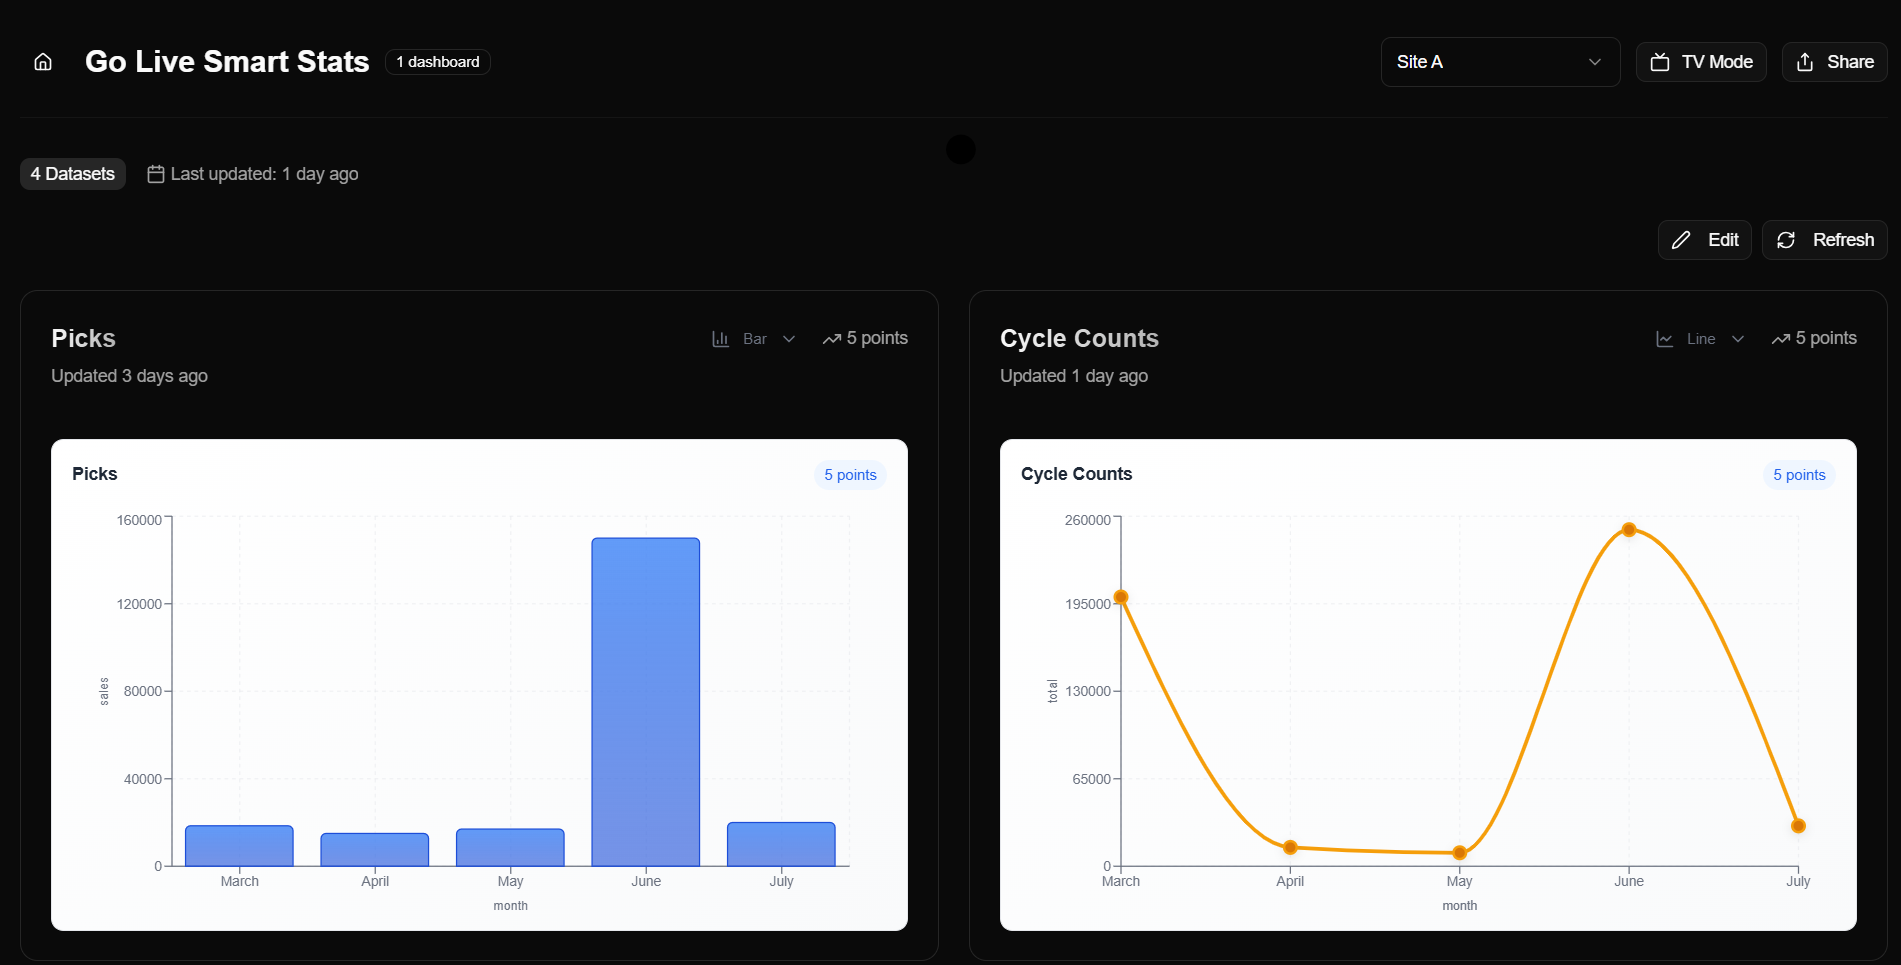 Go Live Smart Stats
1 dashboard
Site A
TV Mode
Share
4 Datasets
Last updated: 1 day ago
Edit
Refresh
Picks
Bar
5 points
Updated 3 days ago
Picks
5 points
160000
120000
80000
40000
0
sales
March
April
May
June
July
month
Cycle Counts
Line
5 points
Updated 1 day ago
Cycle Counts
5 points
260000
195000
130000
65000
0
total
March
April
May
June
July
month